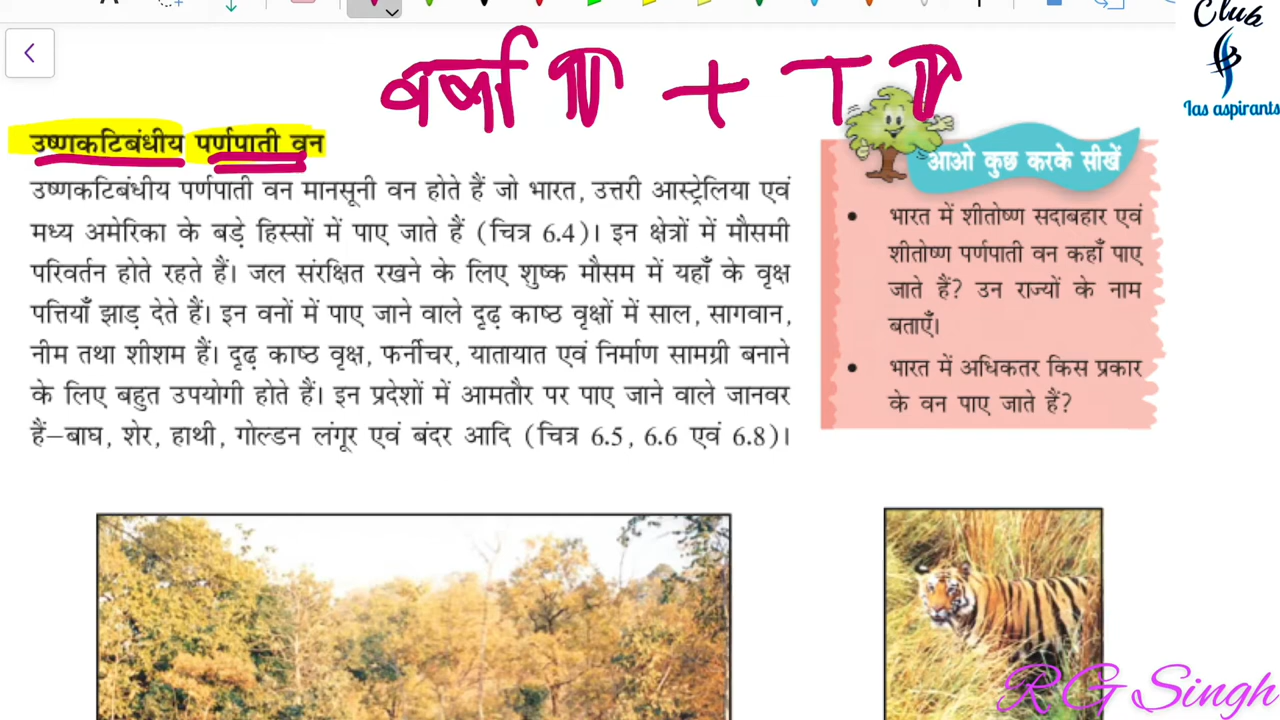 Club
Ias aspirants
वर्षा + T
उष्णकटिबंधीय पर्णपाती वन
उष्णकटिबंधीय पर्णपाती वन मानसूनी वन होते हैं जो भारत, उत्तरी आस्ट्रेलिया एवं
मध्य अमेरिका के बड़े हिस्सों में पाए जाते हैं (चित्र 6.4)। इन क्षेत्रों में मौसमी
परिवर्तन होते रहते हैं। जल संरक्षित रखने के लिए शुष्क मौसम में यहाँ के वृक्ष
पत्तियाँ झाड़ देते हैं। इन वनों में पाए जाने वाले दृढ़ काष्ठ वृक्षों में साल, सागवान,
नीम तथा शीशम हैं। दृढ़ काष्ठ वृक्ष, फर्नीचर, यातायात एवं निर्माण सामग्री बनाने
के लिए बहुत उपयोगी होते हैं। इन प्रदेशों में आमतौर पर पाए जाने वाले जानवर
हैं–बाघ, शेर, हाथी, गोल्डन लंगूर एवं बंदर आदि (चित्र 6.5, 6.6 एवं 6.8)।
आओ कुछ करके सीखें
• भारत में शीतोष्ण सदाबहार एवं
शीतोष्ण पर्णपाती वन कहाँ पाए
जाते हैं? उन राज्यों के नाम
बताएँ।
• भारत में अधिकतर किस प्रकार
के वन पाए जाते हैं?
RG Singh